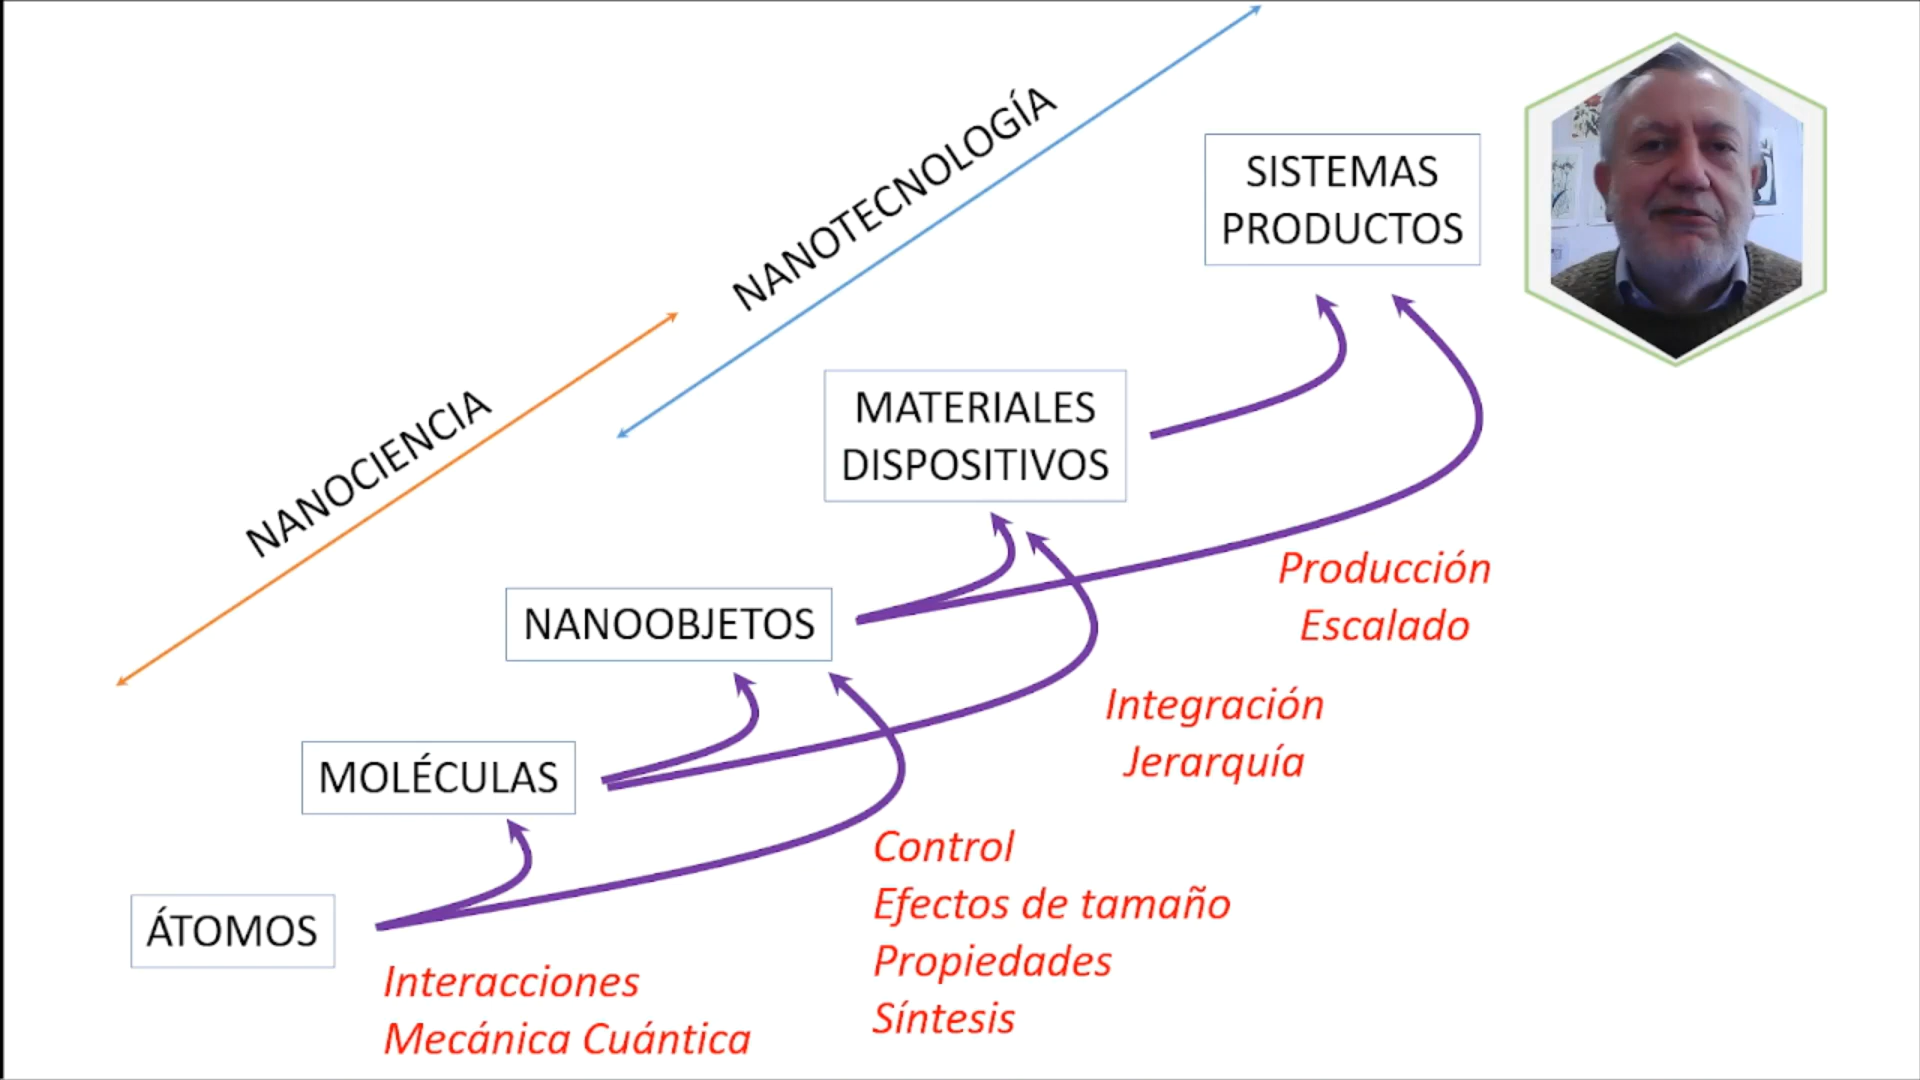 NANOTECNOLOGÍA
SISTEMAS
PRODUCTOS
NANOCIENCIA
MATERIALES
DISPOSITIVOS
NANOOBJETOS
Producción
Escalado
MOLÉCULAS
Integración
Jerarquía
ÁTOMOS
Control
Efectos de tamaño
Propiedades
Síntesis
Interacciones
Mecánica Cuántica